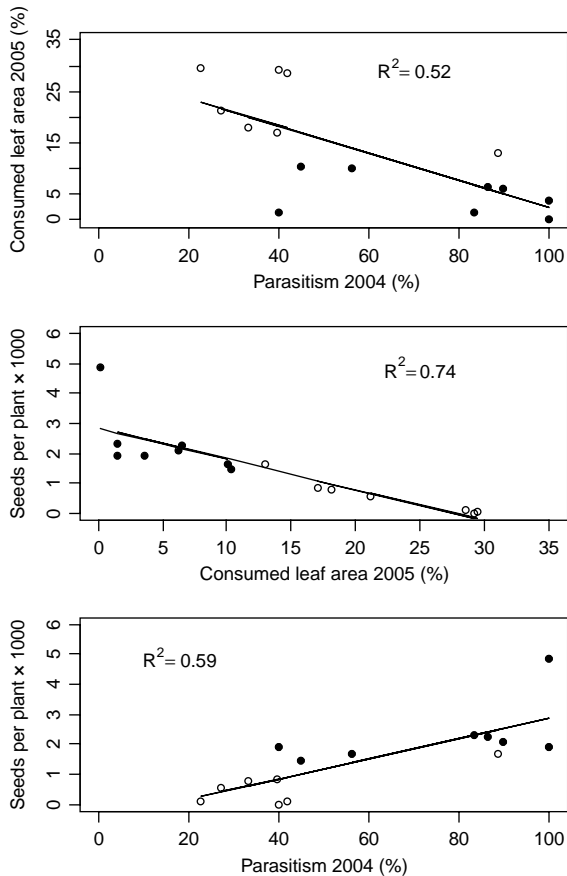 Consumed leaf area 2005 (%)
35
25
15
5
0
R²= 0.52
0 20 40 60 80 100
Parasitism 2004 (%)
Seeds per plant × 1000
6
5
4
3
2
1
0
R²= 0.74
0 5 10 15 20 25 30 35
Consumed leaf area 2005 (%)
Seeds per plant × 1000
6
5
4
3
2
1
0
R²= 0.59
0 20 40 60 80 100
Parasitism 2004 (%)